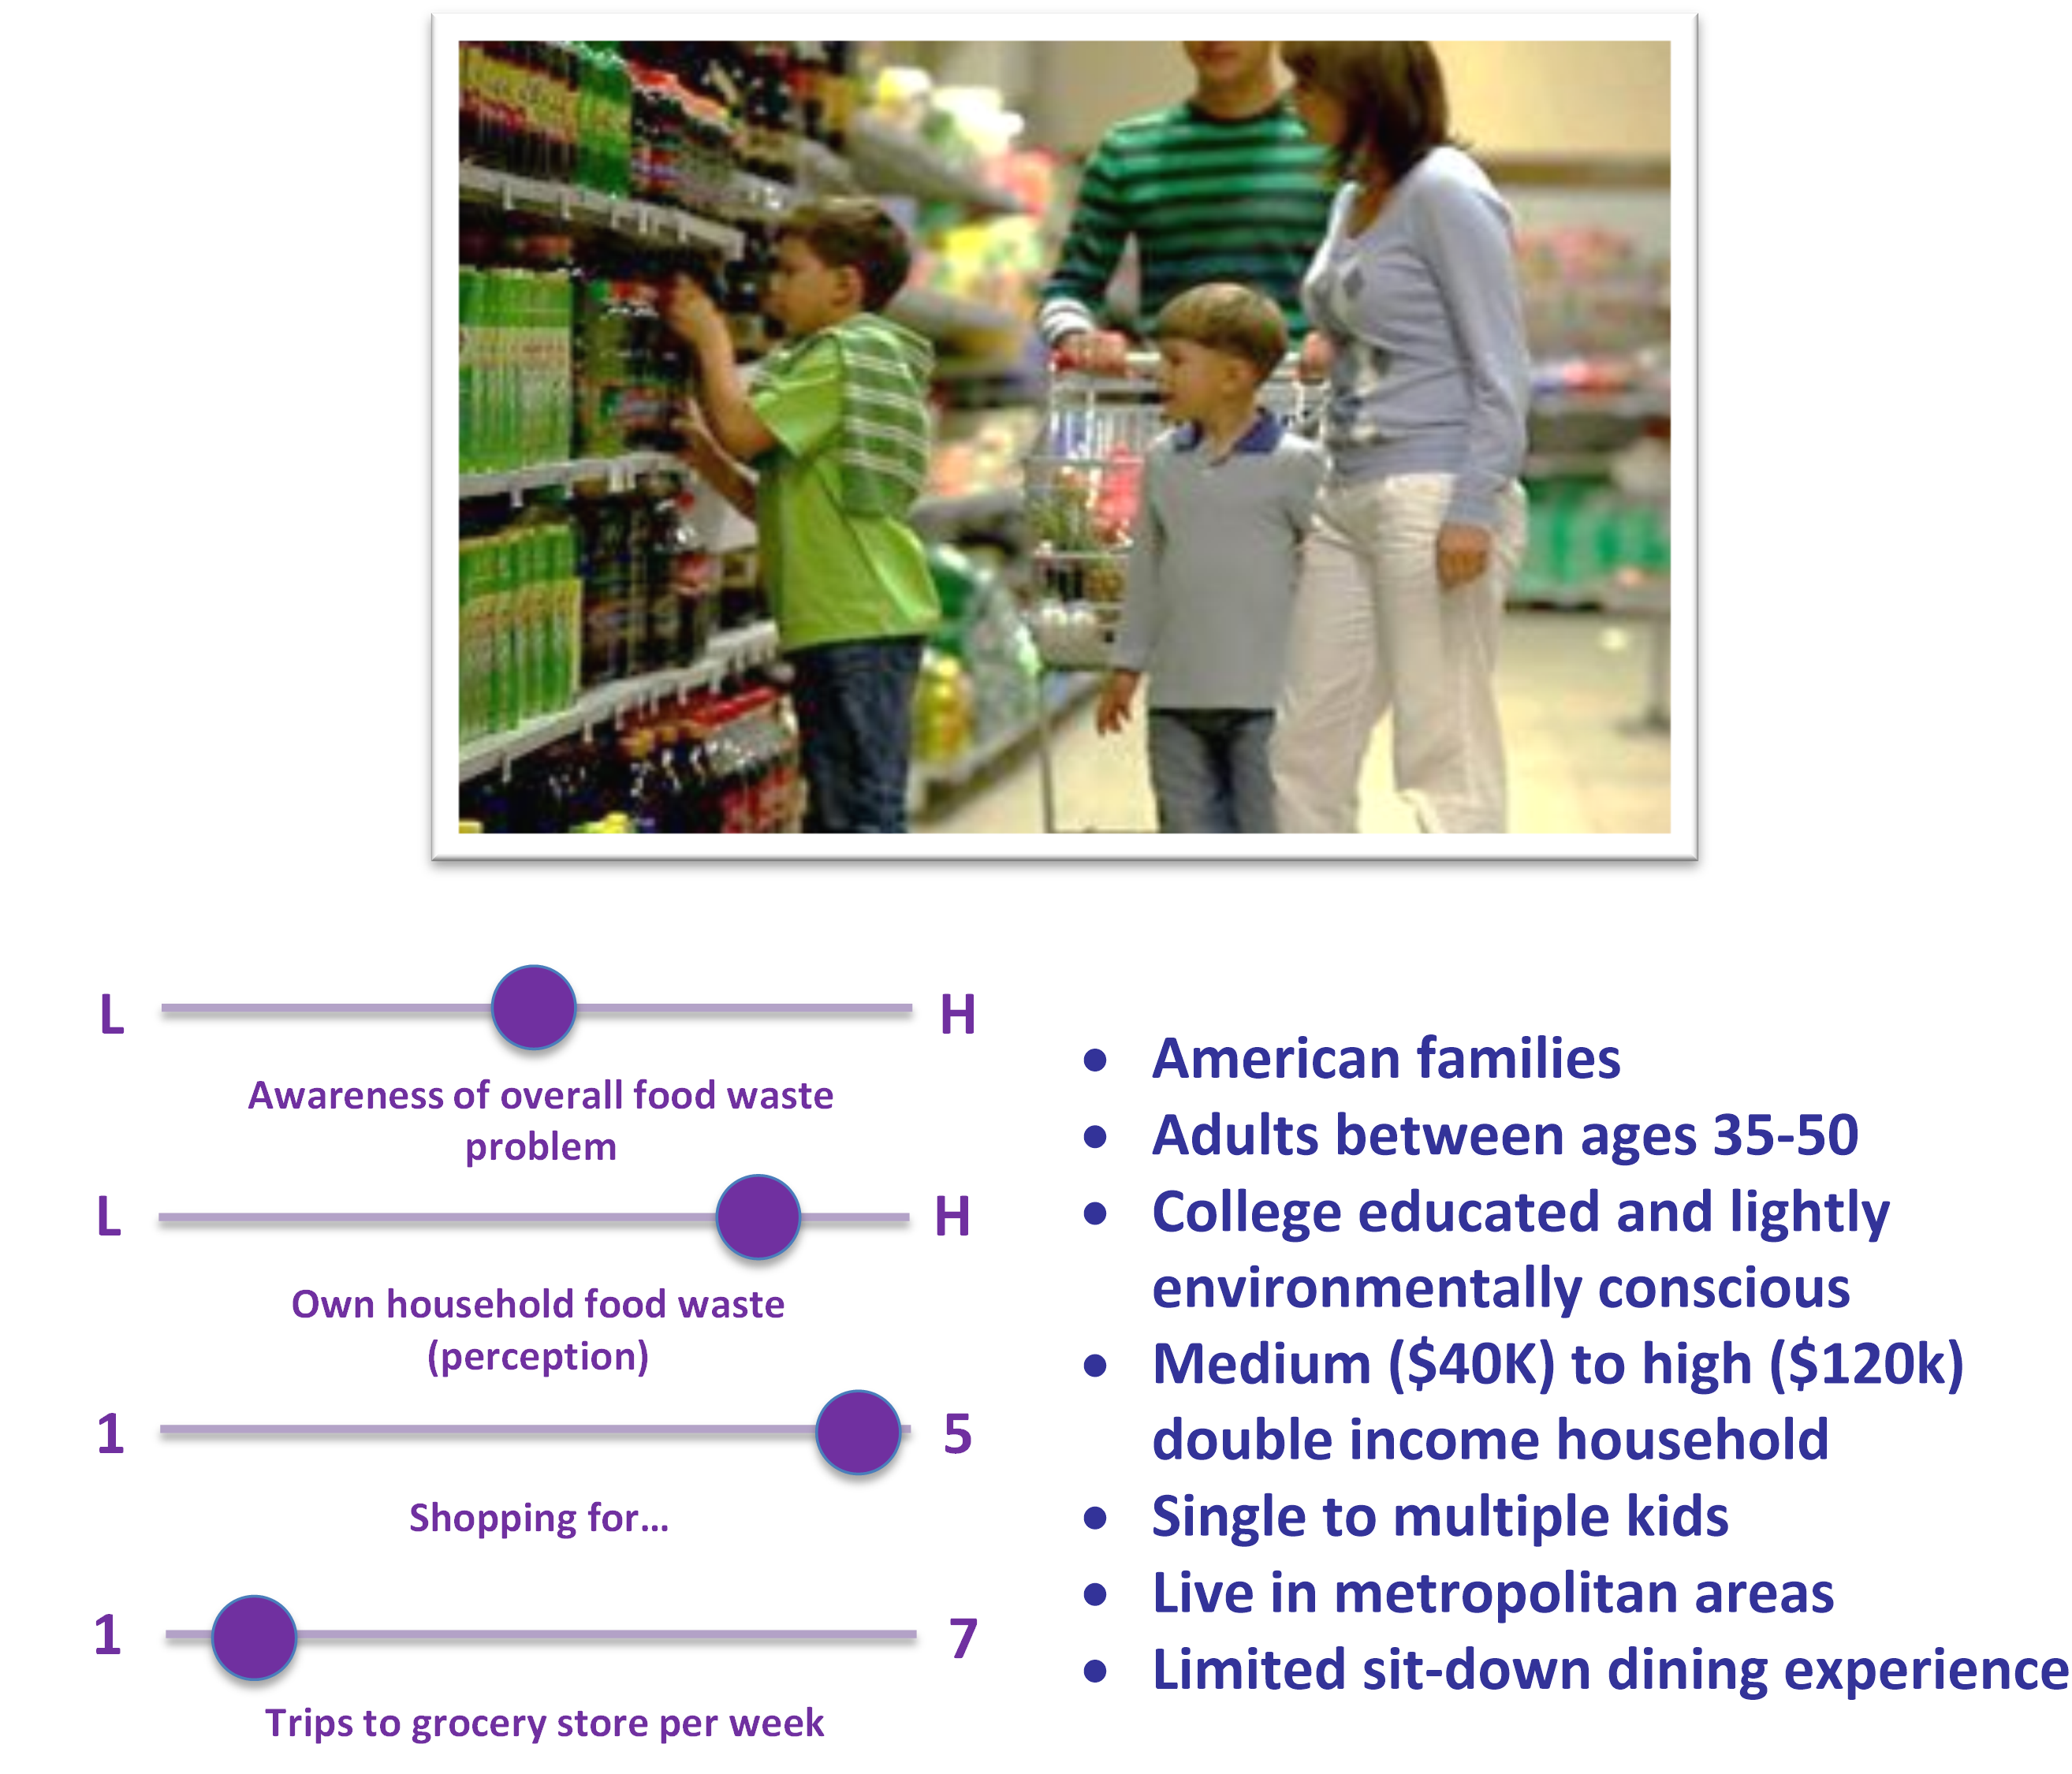 L H
Awareness of overall food waste
problem
L H
Own household food waste
(perception)
1 5
Shopping for...
1 7
Trips to grocery store per week
• American families
• Adults between ages 35-50
• College educated and lightly
environmentally conscious
• Medium ($40K) to high ($120k)
double income household
• Single to multiple kids
• Live in metropolitan areas
• Limited sit-down dining experience